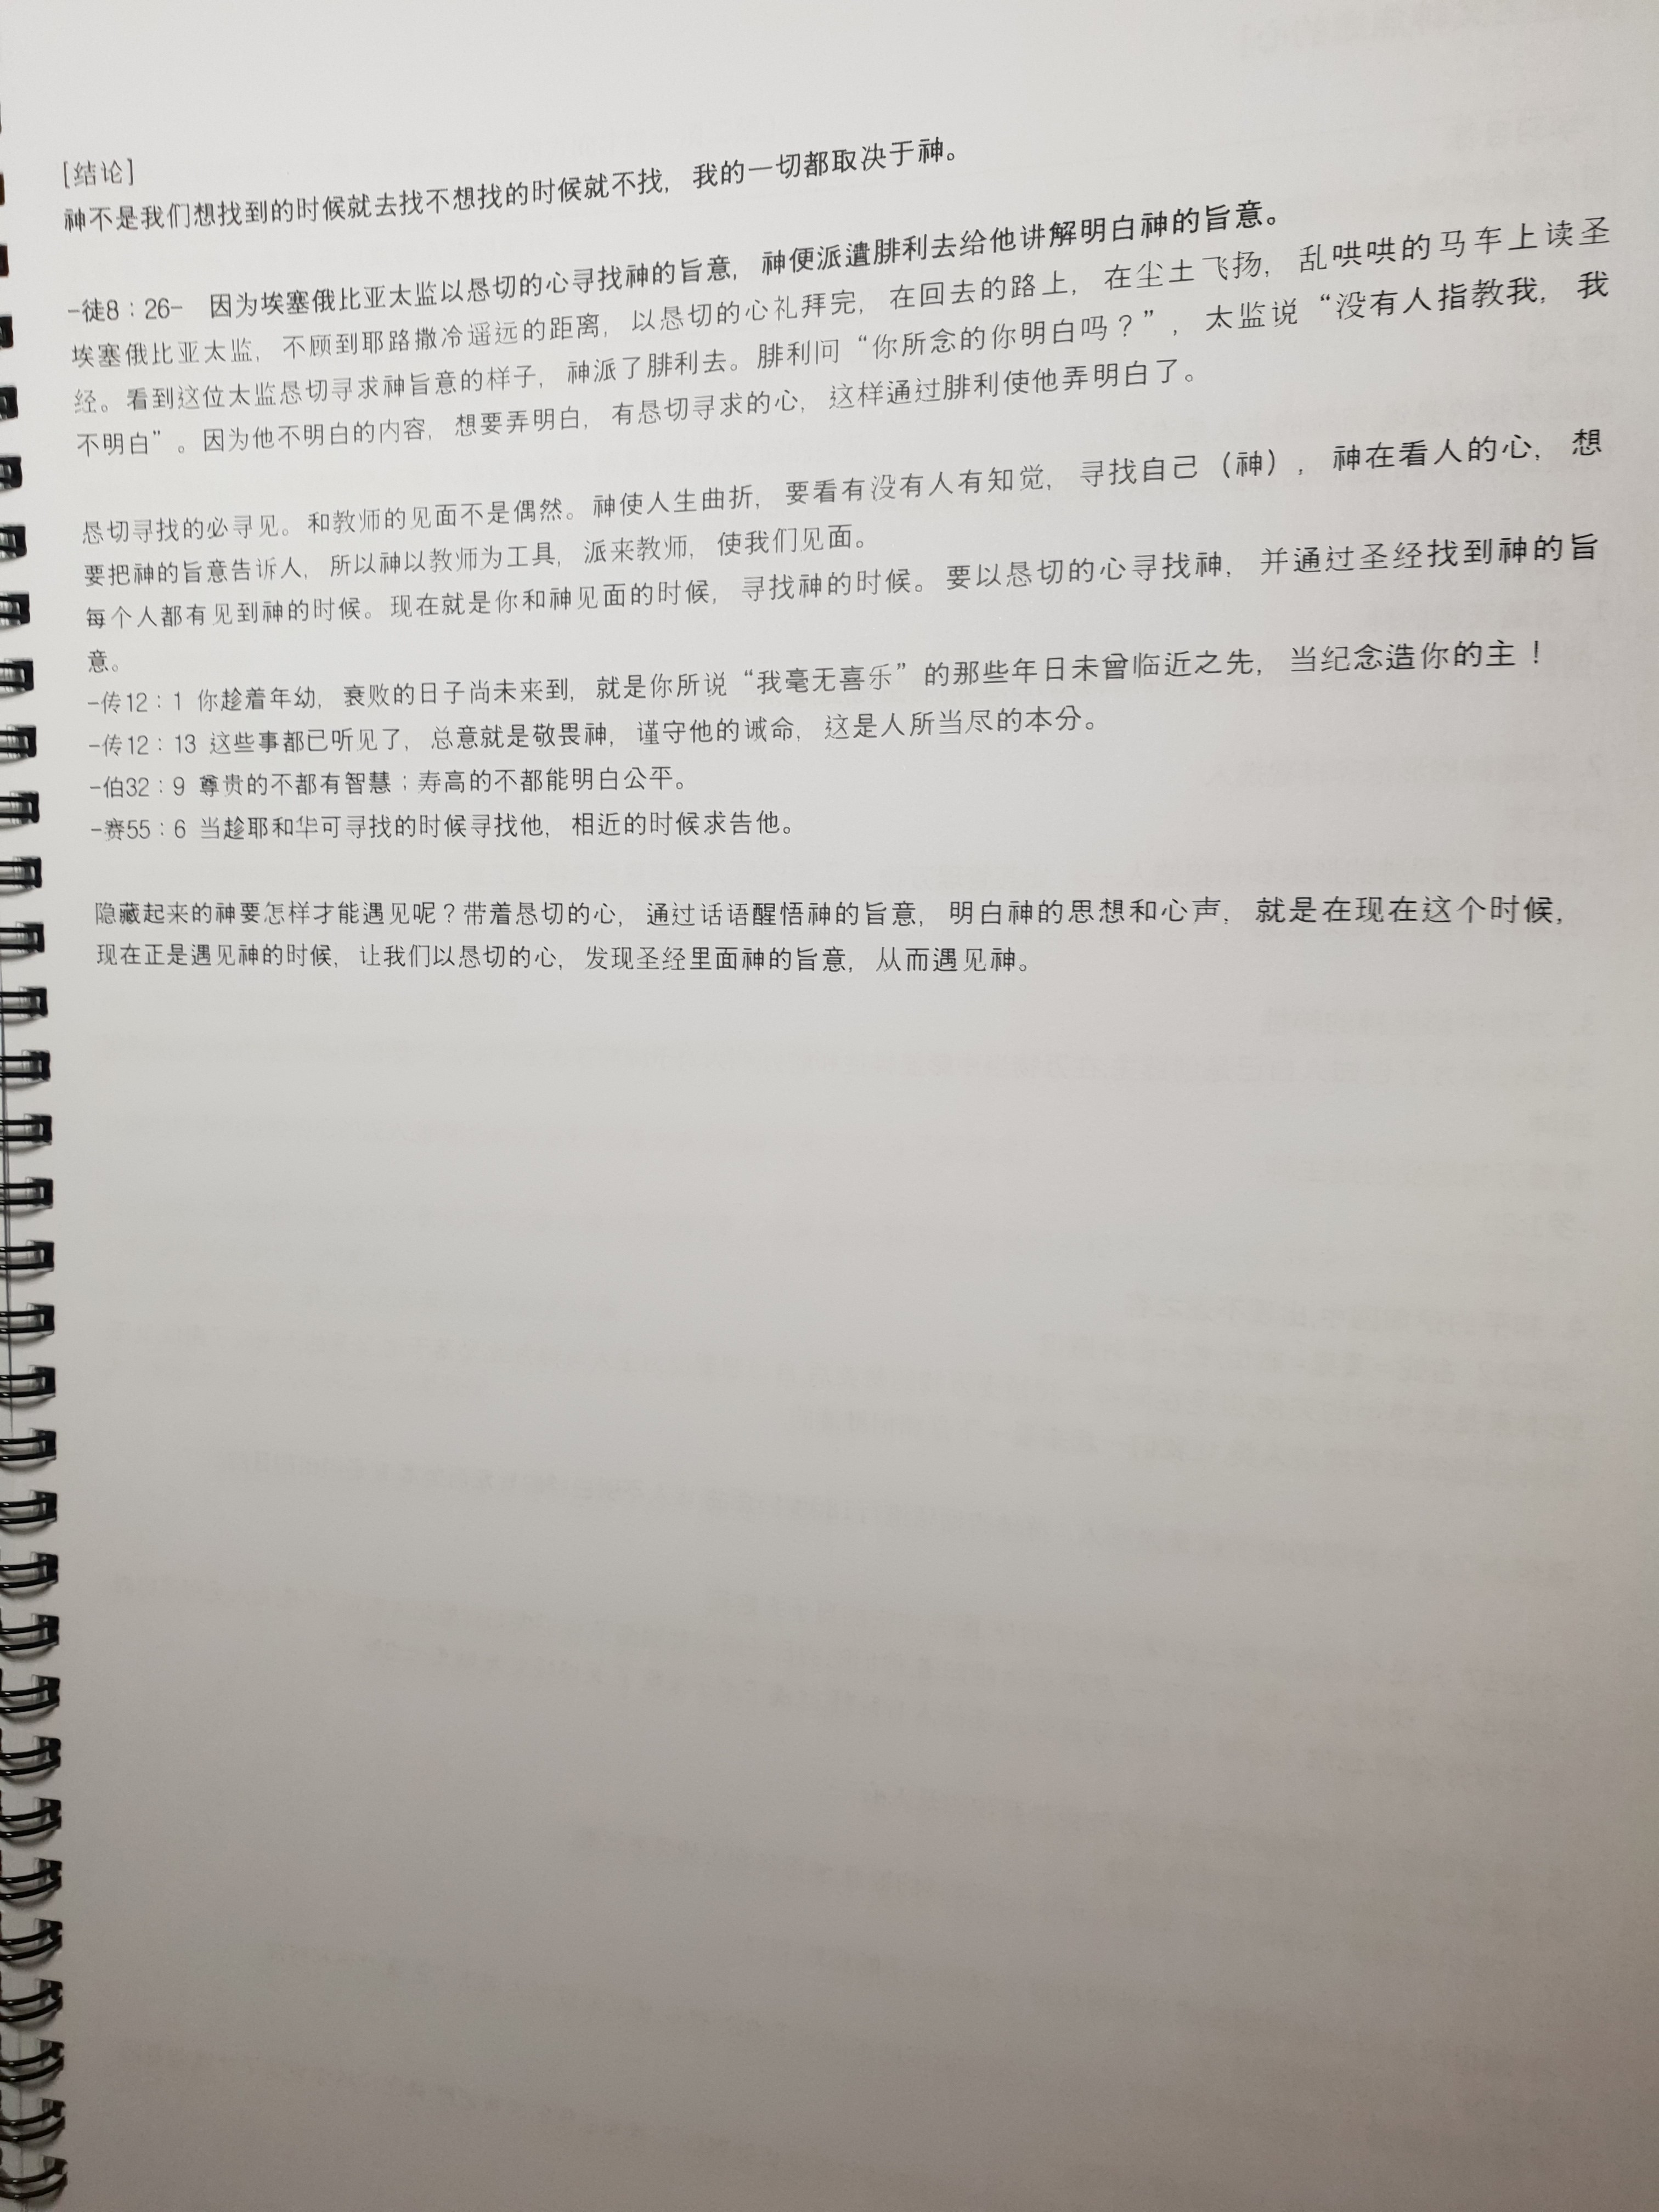 [结论]
神不是我们想找到的时候就去找不想找的时候就不找，我的一切都取决于神。
-徒8：26- 因为埃塞俄比亚太监以恳切的心寻找神的旨意，神便派遣腓利去给他讲解明白神的旨意。
埃塞俄比亚太监，不顾到耶路撒冷遥远的距离，以恳切的心礼拜完，在回去的路上，在尘土飞扬，乱哄哄的马车上读圣
经。看到这位太监恳切寻求神旨意的样子，神派了腓利去。腓利问“你所念的你明白吗？”，太监说“没有人指教我，我
不明白”。因为他不明白的内容，想要弄明白，有恳切寻求的心，这样通过腓利使他弄明白了。
恳切寻找的必寻见。和教师的见面不是偶然。神使人生曲折，要看有没有人有知觉，寻找自己（神），神在看人的心，想
要把神的旨意告诉人，所以神以教师为工具，派来教师，使我们见面。
每个人都有见到神的时候。现在就是你和神见面的时候，寻找神的时候。要以恳切的心寻找神，并通过圣经找到神的旨
意。
-传12：1 你趁着年幼，衰败的日子尚未来到，就是你所说“我毫无喜乐”的那些年日未曾临近之先，当纪念造你的主！
-传12：13 这些事都已听见了，总意就是敬畏神，谨守他的诫命，这是人所当尽的本分。
-伯32：9 尊贵的不都有智慧；寿高的不都能明白公平。
-赛55：6 当趁耶和华可寻找的时候寻找他，相近的时候求告他。
隐藏起来的神要怎样才能遇见呢？带着恳切的心，通过话语醒悟神的旨意，明白神的思想和心声，就是在现在这个时候，
现在正是遇见神的时候，让我们以恳切的心，发现圣经里面神的旨意，从而遇见神。